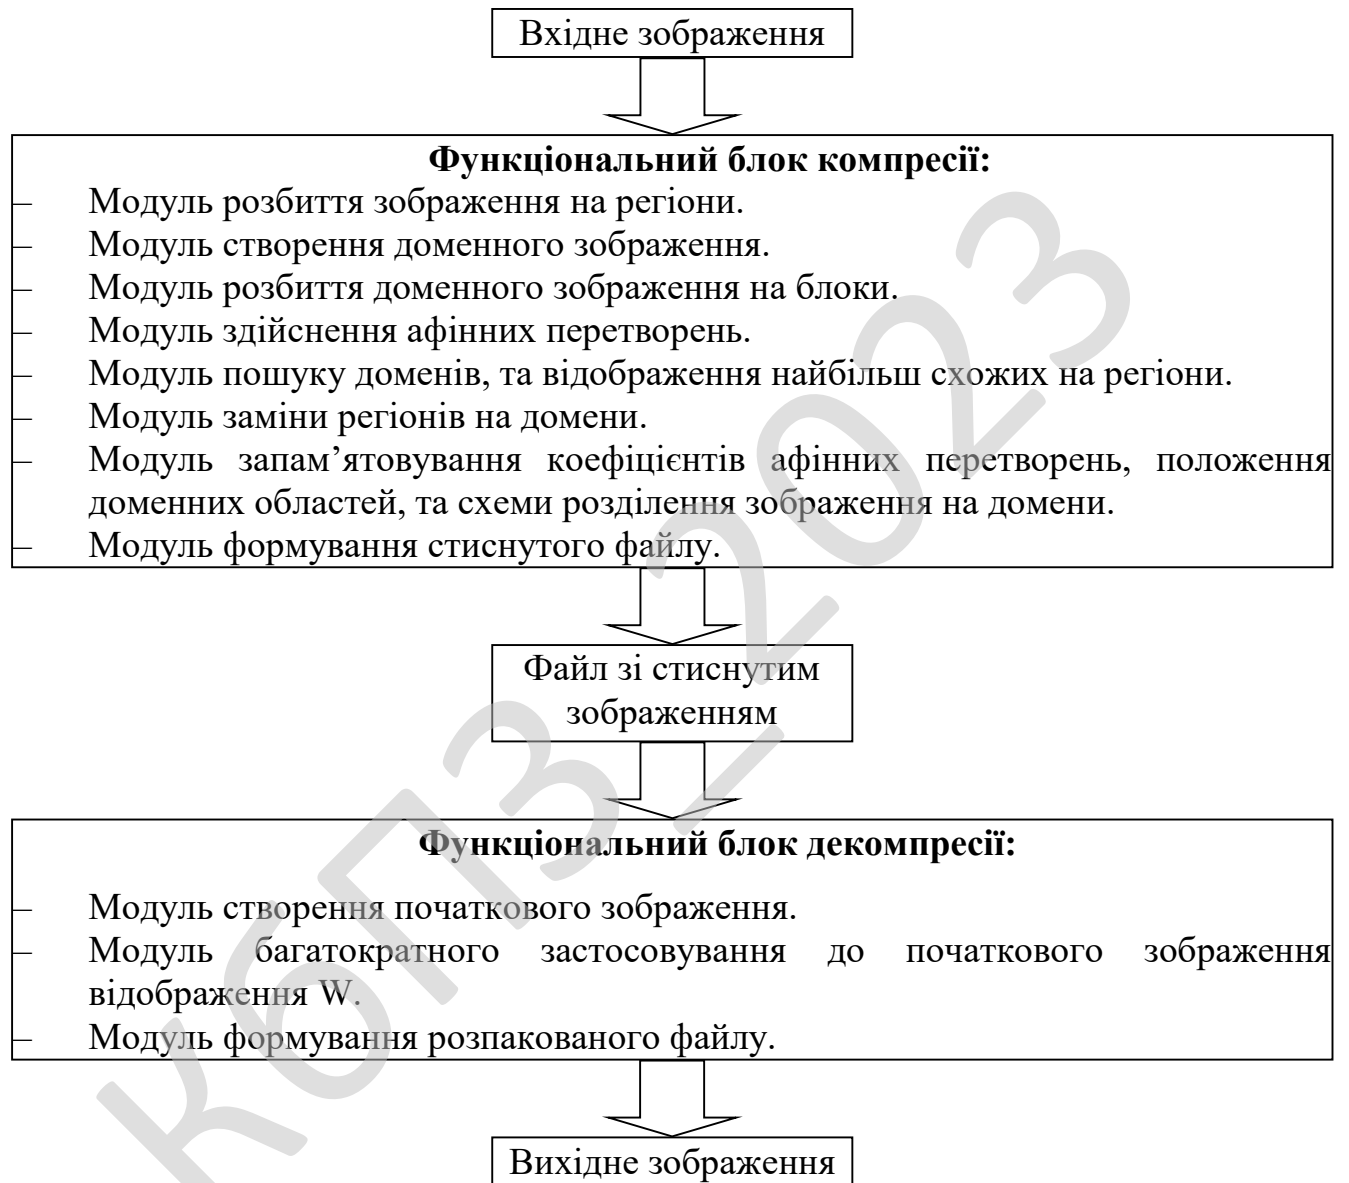 Вхідне зображення
Функціональний блок компресії:
– Модуль розбиття зображення на регіони.
– Модуль створення доменного зображення.
– Модуль розбиття доменного зображення на блоки.
– Модуль здійснення афінних перетворень.
– Модуль пошуку доменів, та відображення найбільш схожих на регіони.
– Модуль заміни регіонів на домени.
– Модуль запам’ятовування коефіцієнтів афінних перетворень, положення
доменних областей, та схеми розділення зображення на домени.
– Модуль формування стиснутого файлу.
Файл зі стиснутим
зображенням
Функціональний блок декомпресії:
– Модуль створення початкового зображення.
– Модуль багатократного застосовування до початкового зображення
відображення W.
– Модуль формування розпакованого файлу.
Вихідне зображення
КбПЗ_2023